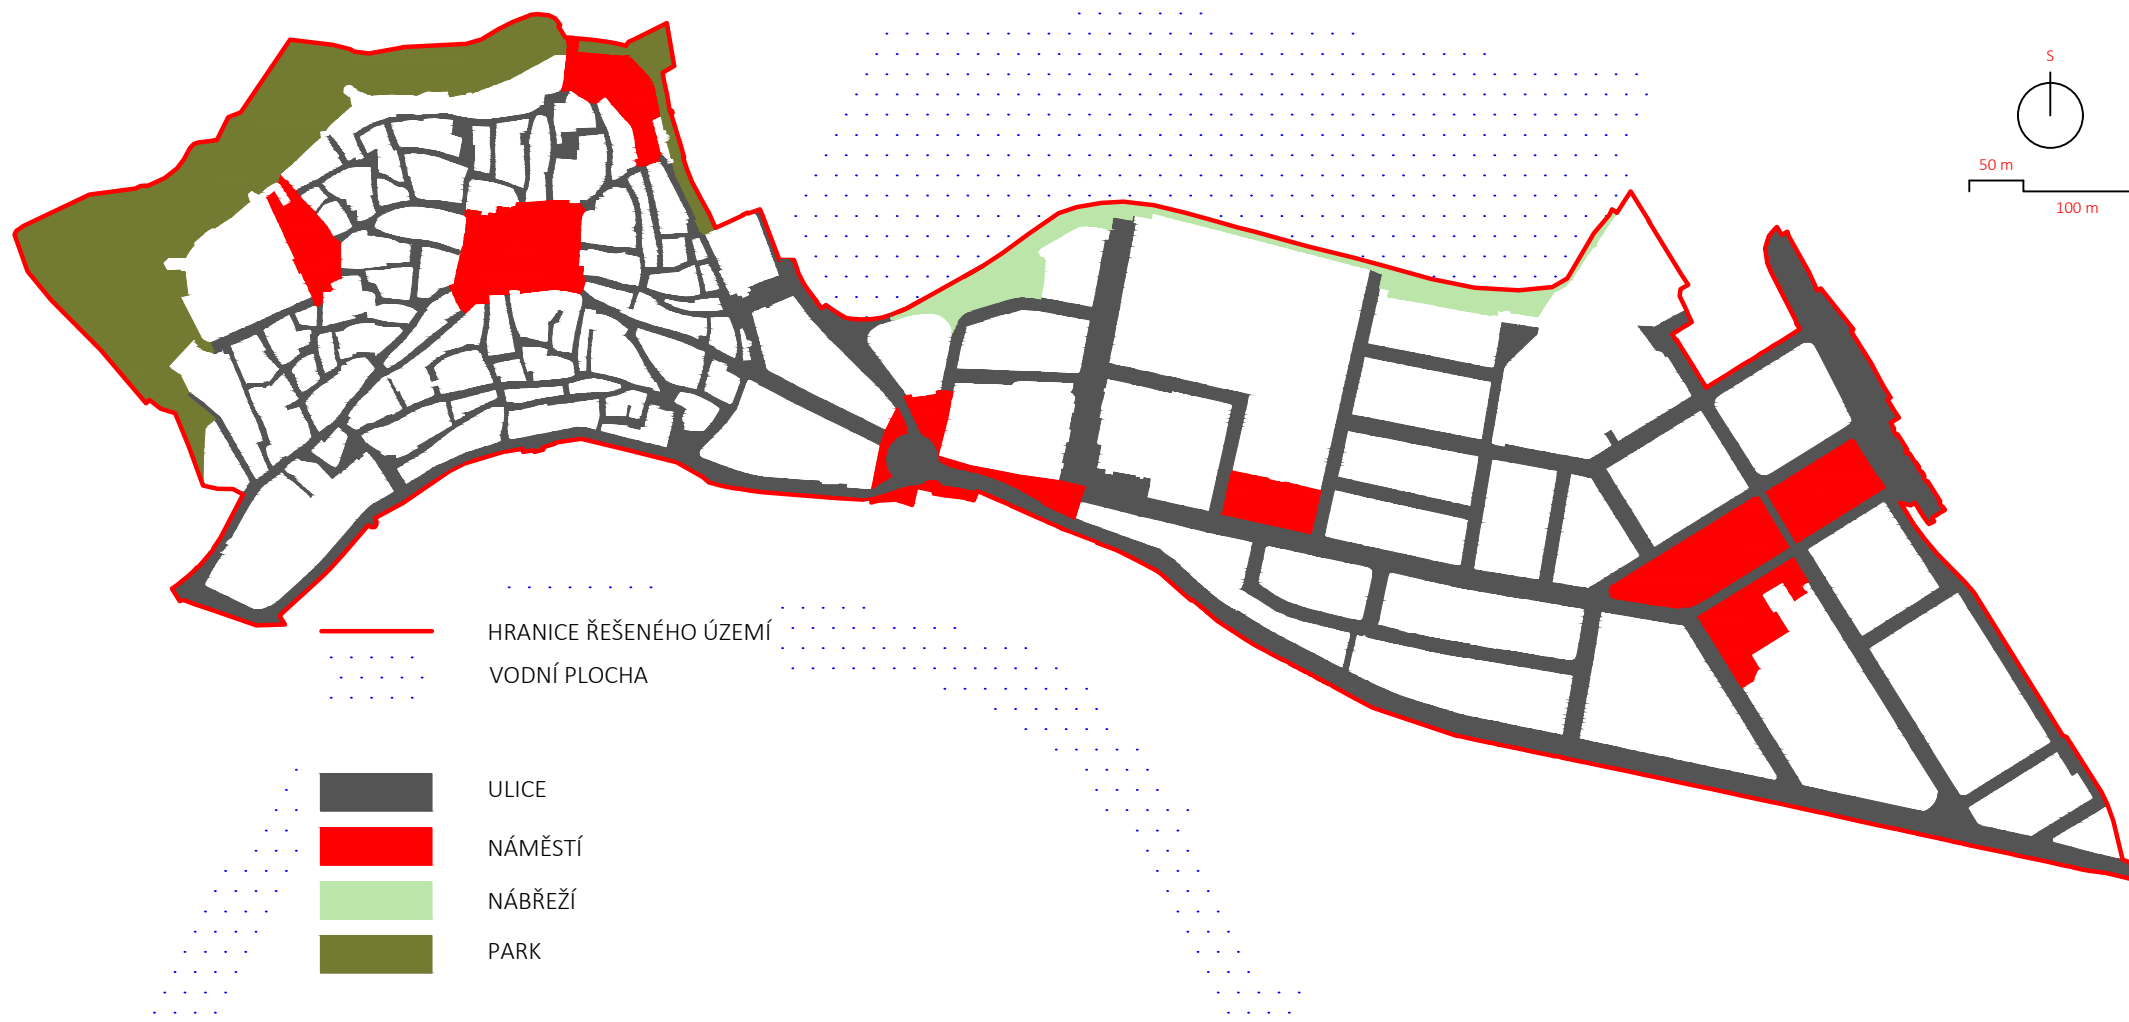 S
50 m
100 m
HRANICE ŘEŠENÉHO ÚZEMÍ
VODNÍ PLOCHA
ULICE
NÁMĚSTÍ
NÁBŘEŽÍ
PARK